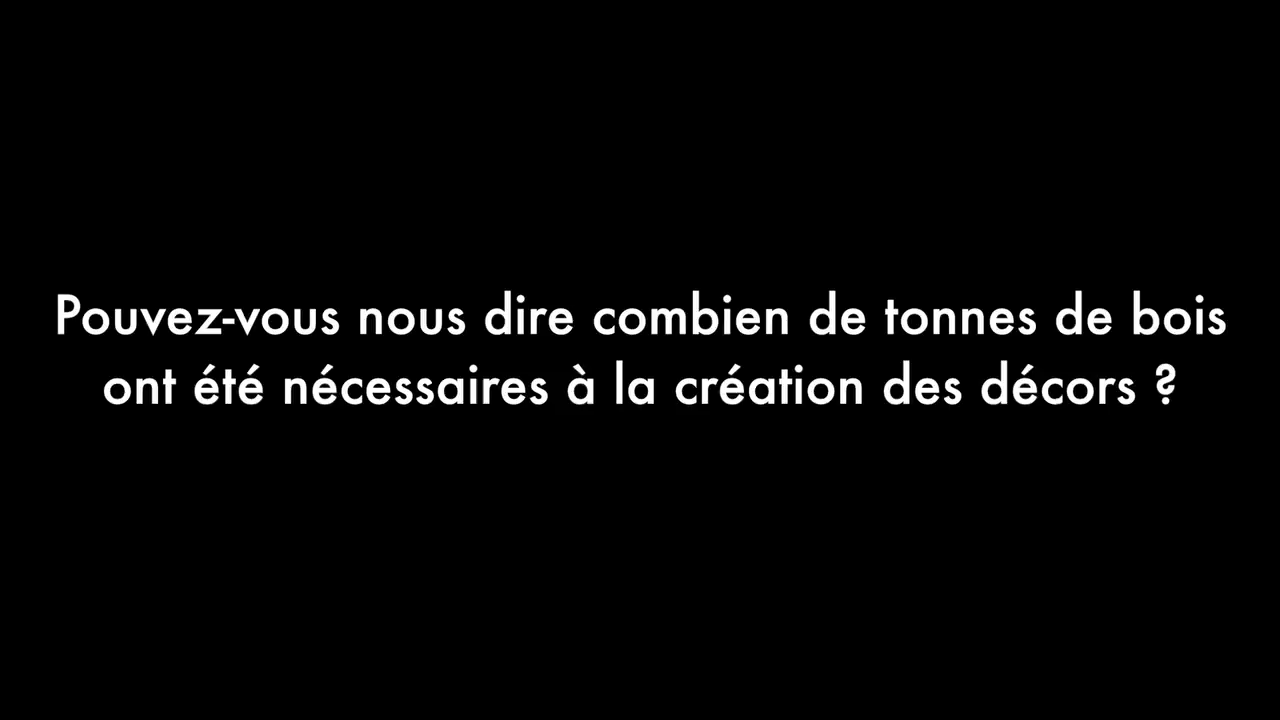 Pouvez-vous nous dire combien de tonnes de bois
ont été nécessaires à la création des décors ?